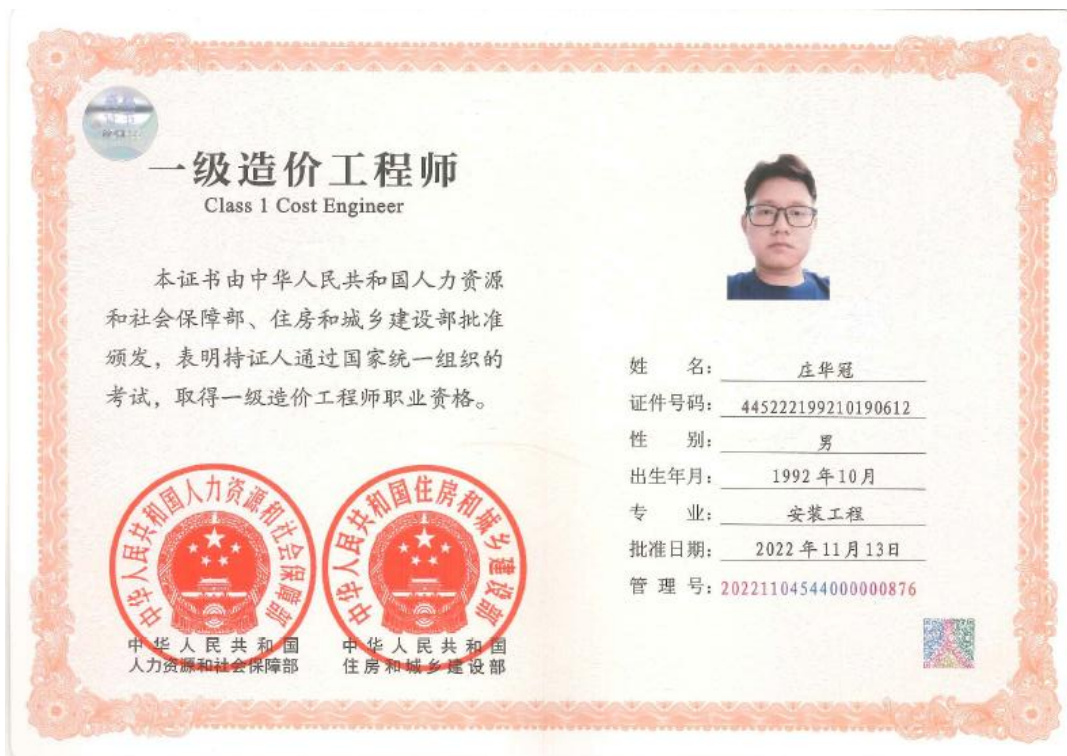 一级造价工程师
Class 1 Cost Engineer
本证书由中华人民共和国人力资源
和社会保障部、住房和城乡建设部批准
颁发，表明持证人通过国家统一组织的
考试，取得一级造价工程师职业资格。
中华人民共和国人力资源和社会保障部
中华人民共和国住房和城乡建设部
中华人民共和国
人力资源和社会保障部
中华人民共和国
住房和城乡建设部
姓 名：庄华冠
证件号码：445222199210190612
性 别：男
出生年月：1992年10月
专 业：安装工程
批准日期：2022年11月13日
管 理 号：20221104544000000876